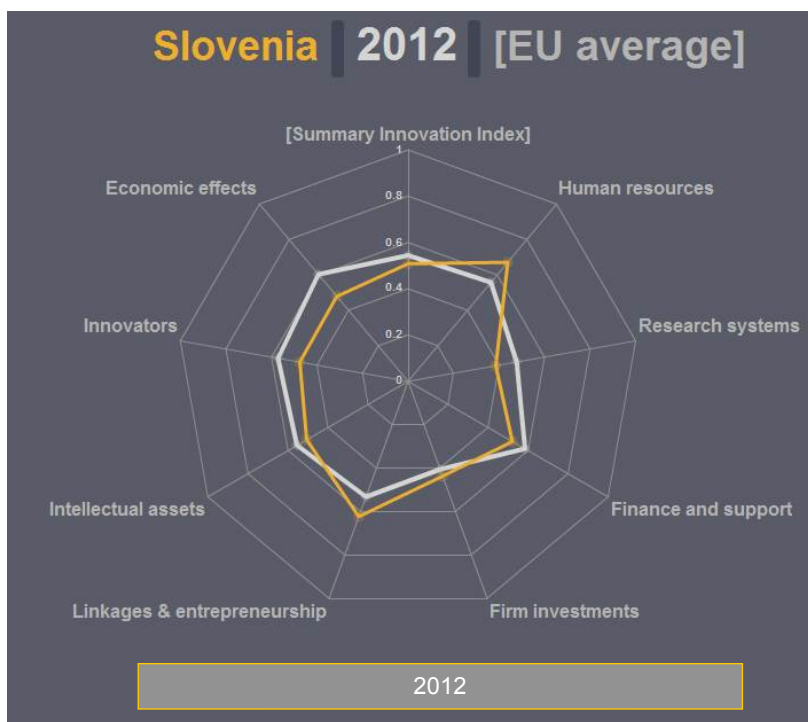 Slovenia 2012 [EU average]
[Summary Innovation Index]
1
Economic effects
Human resources
0.8
0.6
0.4
Innovators
Research systems
0.2
0
Intellectual assets
Finance and support
Linkages & entrepreneurship
Firm investments
2012